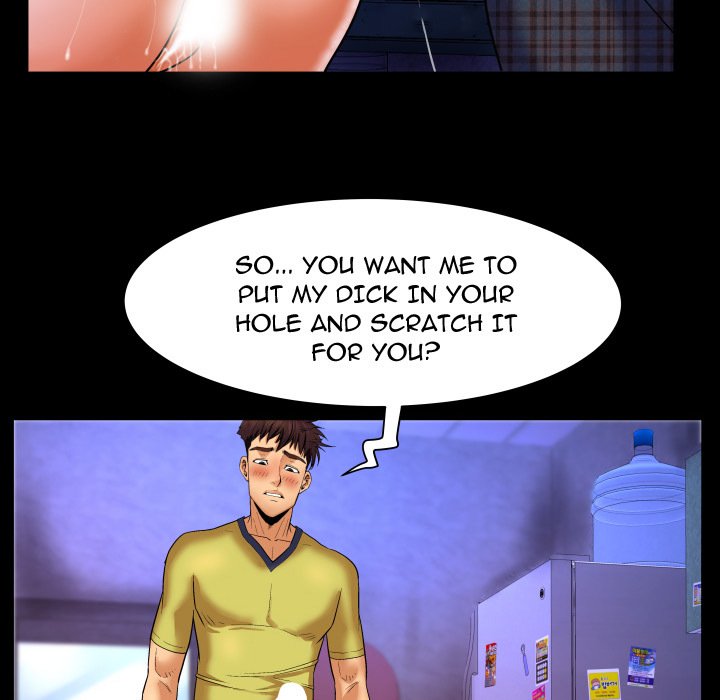 SO... YOU WANT ME TO
PUT MY DICK IN YOUR
HOLE AND SCRATCH IT
FOR YOU?